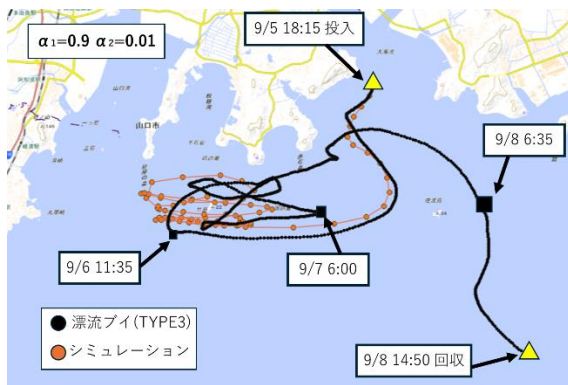 α₁=0.9 α₂=0.01
9/5 18:15 投入
山口市
9/8 6:35
9/6 11:35
9/7 6:00
漂流ブイ(TYPE3)
シミュレーション
9/8 14:50 回収